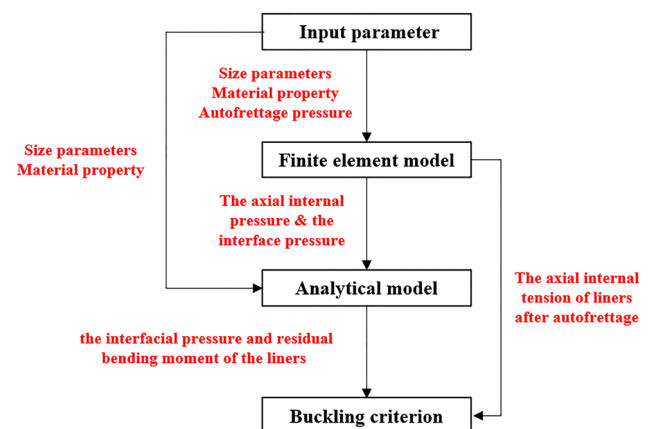 Input parameter
Size parameters
Material property
Autofrettage pressure
Size parameters
Material property
Finite element model
The axial internal
pressure & the
interface pressure
The axial internal
tension of liners
after autofrettage
Analytical model
the interfacial pressure and residual
bending moment of the liners
Buckling criterion